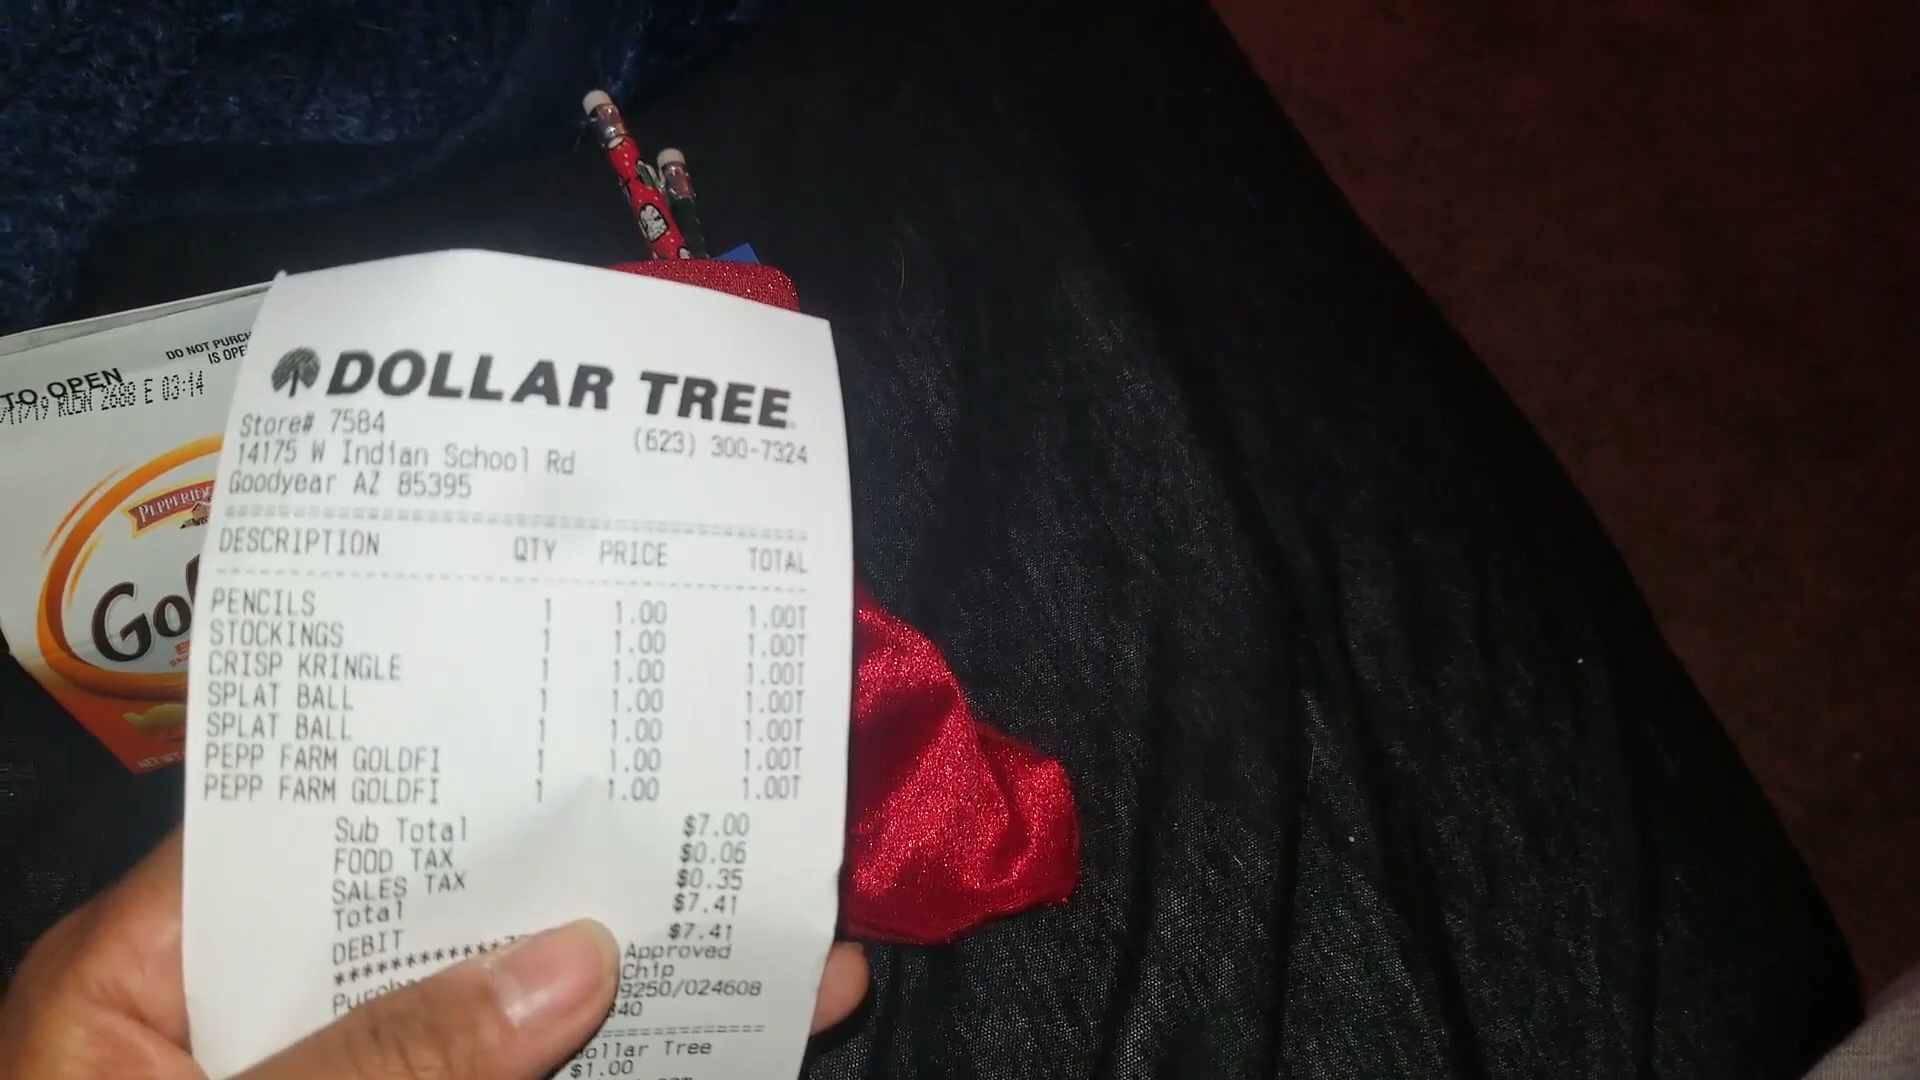 DO NOT PURCH
IS OPE
TO OPEN
DOLLAR TREE
Store# 7584
(623) 300-7324
14175 W Indian School Rd
Goodyear AZ 85395
DESCRIPTION QTY PRICE TOTAL
PENCILS 1 1.00 1.00T
STOCKINGS 1 1.00 1.00T
CRISP KRINGLE 1 1.00 1.00T
SPLAT BALL 1 1.00 1.00T
SPLAT BALL 1 1.00 1.00T
PEPP FARM GOLDFI 1 1.00 1.00T
PEPP FARM GOLDFI 1 1.00 1.00T
Sub Total $7.00
FOOD TAX $0.06
SALES TAX $0.35
Total $7.41
DEBIT $7.41
Approved
Chip
9250/024608
ollar Tree
$1.00
PEPPERID
Gol